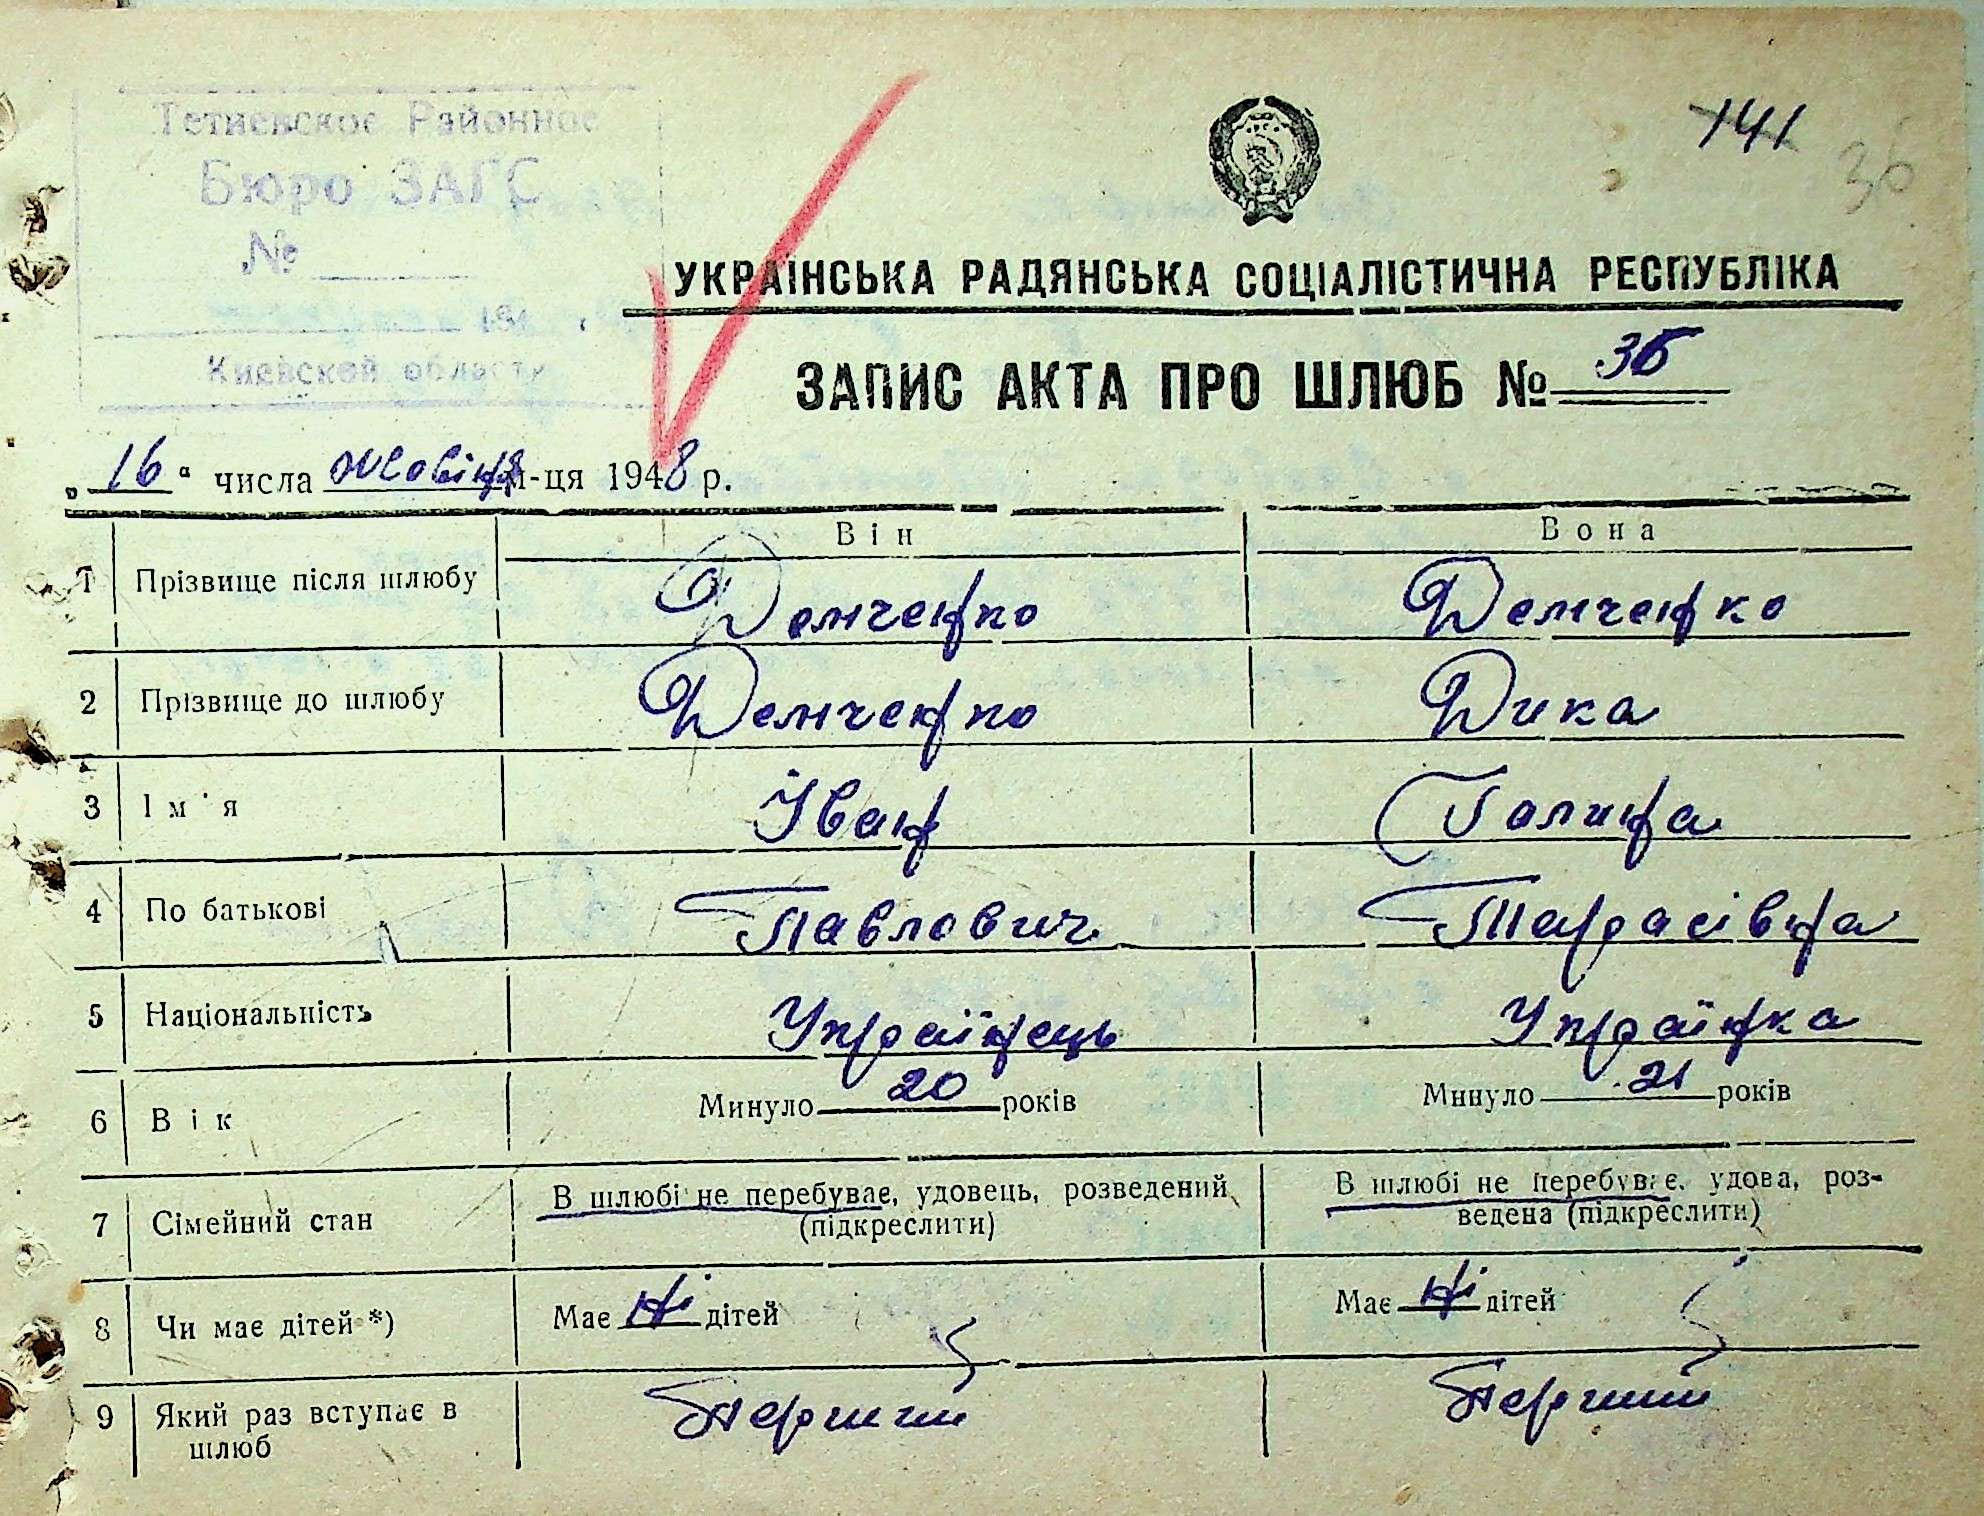 Тетиевское Районное
Бюро ЗАГС
№
194 г.
Киевской области
141
36
УКРАЇНСЬКА РАДЯНСЬКА СОЦІАЛІСТИЧНА РЕСПУБЛІКА
ЗАПИС АКТА ПРО ШЛЮБ № 36
„16“ числа жовтня м-ця 1948 р.
Він Вона
1 Прізвище після шлюбу Демченко Демченко
2 Прізвище до шлюбу Демченко Дика
3 Ім'я Іван Галина
4 По батькові Павлович Тарасівна
5 Національність Українець Українка
6 Вік Минуло 20 років Минуло 21 років
7 Сімейний стан В шлюбі не перебуває, удовець, розведений (підкреслити) В шлюбі не перебуває, удова, роз-
ведена (підкреслити)
8 Чи має дітей *) Має Ні дітей Має Ні дітей
9 Який раз вступає в шлюб Перший Перший